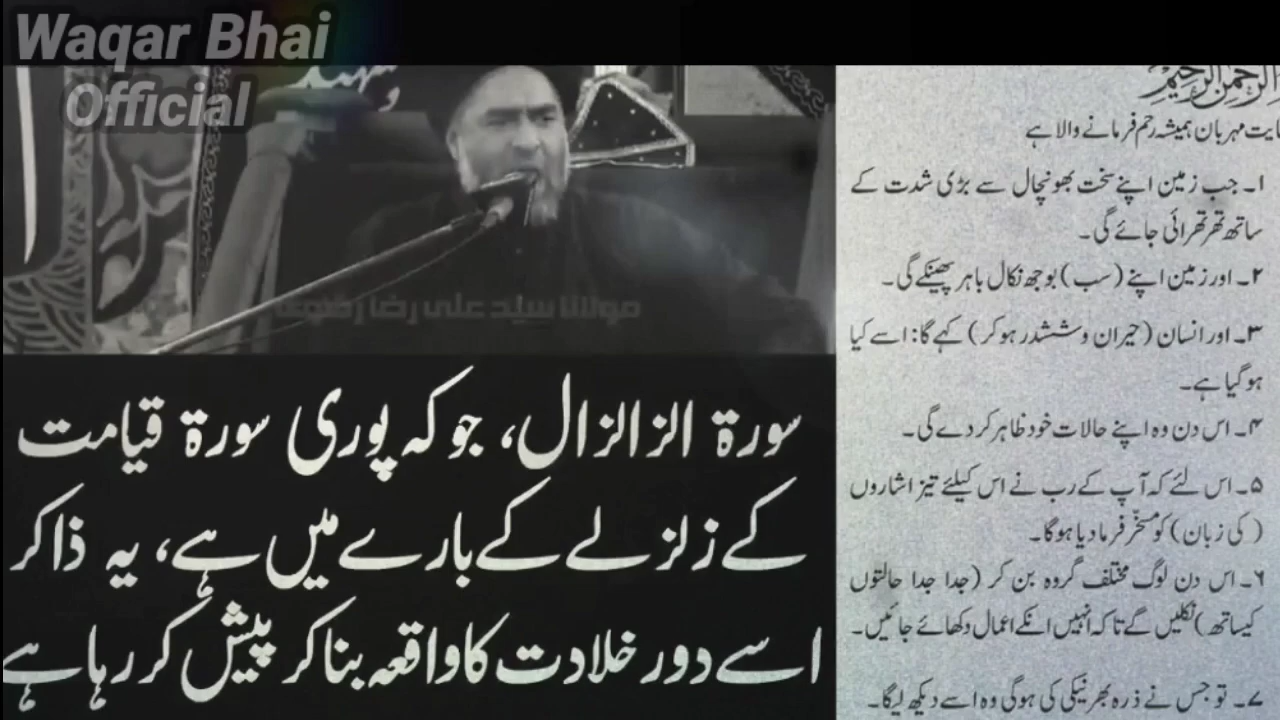 Waqar Bhai
Official
شہید
مولانا سید علی رضا رضوی
سورۃ الزالزال، جو کہ پوری سورۃ قیامت
کے زلزلے کے بارے میں ہے، یہ ذاکر
اسے دور خلادت کا واقعہ بنا کر پیش کر رہا ہے
الرحمن الرحیم
ایت مہربان ہمیشہ رحم فرمانے والا ہے
۱۔ جب زمین اپنے سخت بھونچال سے بڑی شدت کے
ساتھ تھرتھرائی جائے گی۔
۲۔ اور زمین اپنے (سب) بوجھ نکال باہر پھینکے گی۔
۳۔ اور انسان (حیران و ششدر ہو کر) کہے گا: اسے کیا
ہو گیا ہے۔
۴۔ اس دن وہ اپنے حالات خود ظاہر کر دے گی۔
۵۔ اس لئے کہ آپ کے رب نے اس کیلئے تیز اشاروں
(کی زبان) کو مسخّر فرما دیا ہوگا۔
۶۔ اس دن لوگ مختلف گروہ بن کر (جدا جدا حالتوں
کیساتھ) نکلیں گے تاکہ انہیں انکے اعمال دکھائے جائیں۔
۷۔ تو جس نے ذرہ بھر نیکی کی ہوگی وہ اسے دیکھ لیگا۔